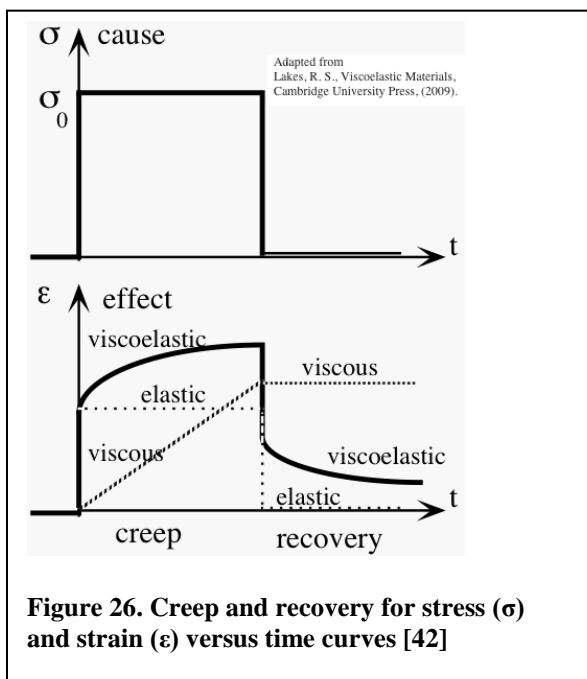 σ cause
Adapted from
Lakes, R. S., Viscoelastic Materials,
Cambridge University Press, (2009).
σ0
t
ε effect
viscoelastic
viscous
elastic
viscous
viscoelastic
elastic
t
creep recovery
Figure 26. Creep and recovery for stress (σ)
and strain (ε) versus time curves [42]